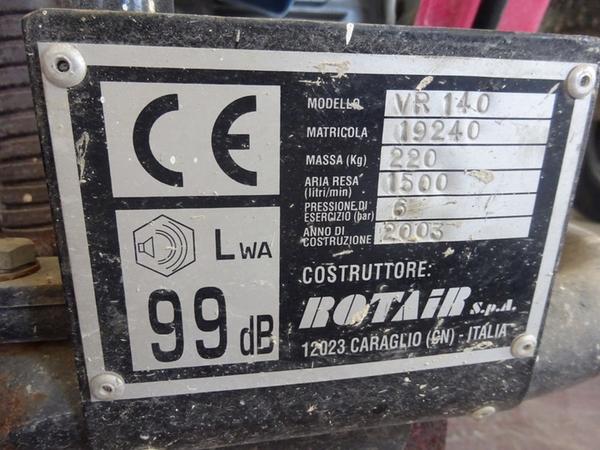 CE
LWA
99 dB
MODELLO VR 140
MATRICOLA 19240
MASSA (Kg) 220
ARIA RESA (litri/min) 1500
PRESSIONE DI ESERCIZIO (bar) 6
ANNO DI COSTRUZIONE 2003
COSTRUTTORE:
ROTAIR S.p.A.
12023 CARAGLIO (CN) - ITALIA